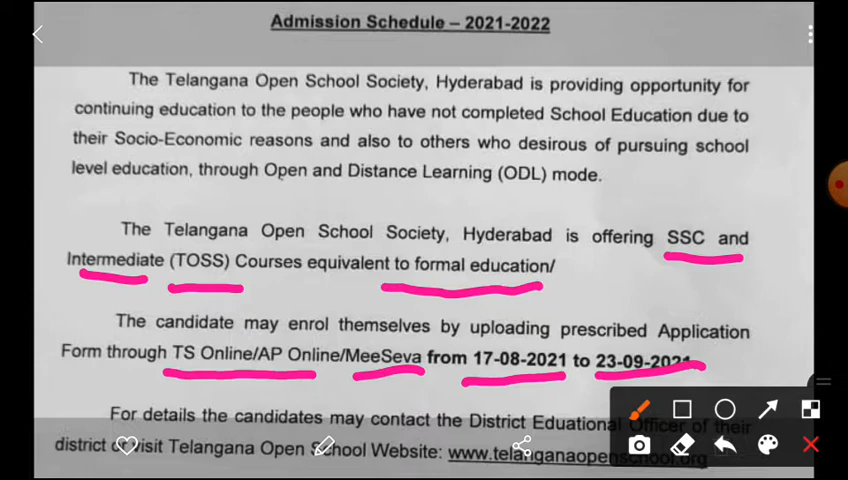 Admission Schedule – 2021-2022
The Telangana Open School Society, Hyderabad is providing opportunity for
continuing education to the people who have not completed School Education due to
their Socio-Economic reasons and also to others who desirous of pursuing school
level education, through Open and Distance Learning (ODL) mode.
The Telangana Open School Society, Hyderabad is offering SSC and
Intermediate (TOSS) Courses equivalent to formal education/
The candidate may enrol themselves by uploading prescribed Application
Form through TS Online/AP Online/MeeSeva from 17-08-2021 to 23-09-2021
For details the candidates may contact the District Eduational Officer of their
district or visit Telangana Open School Website: www.telanganaopenschool.org